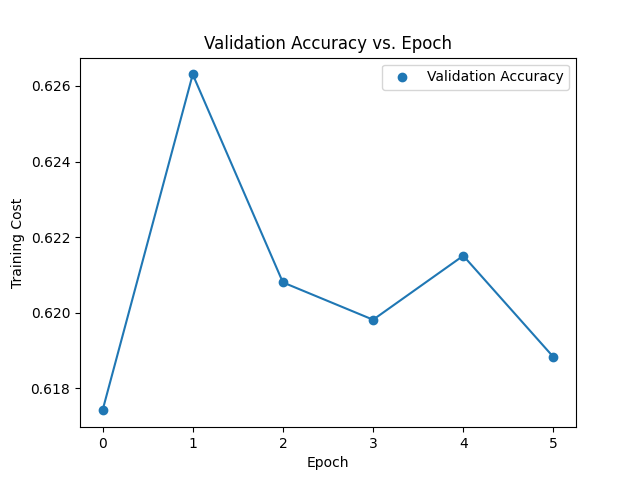 Validation Accuracy vs. Epoch
Validation Accuracy
0.626
0.624
0.622
0.620
0.618
Training Cost
0 1 2 3 4 5
Epoch